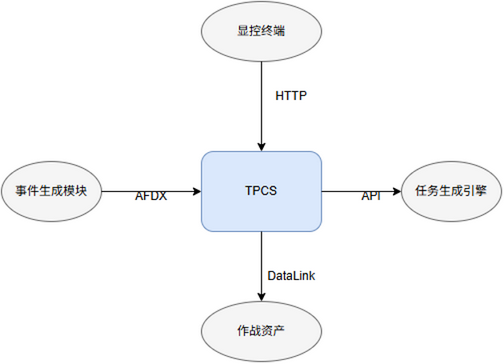 显控终端
HTTP
事件生成模块
AFDX
TPCS
API
任务生成引擎
DataLink
作战资产